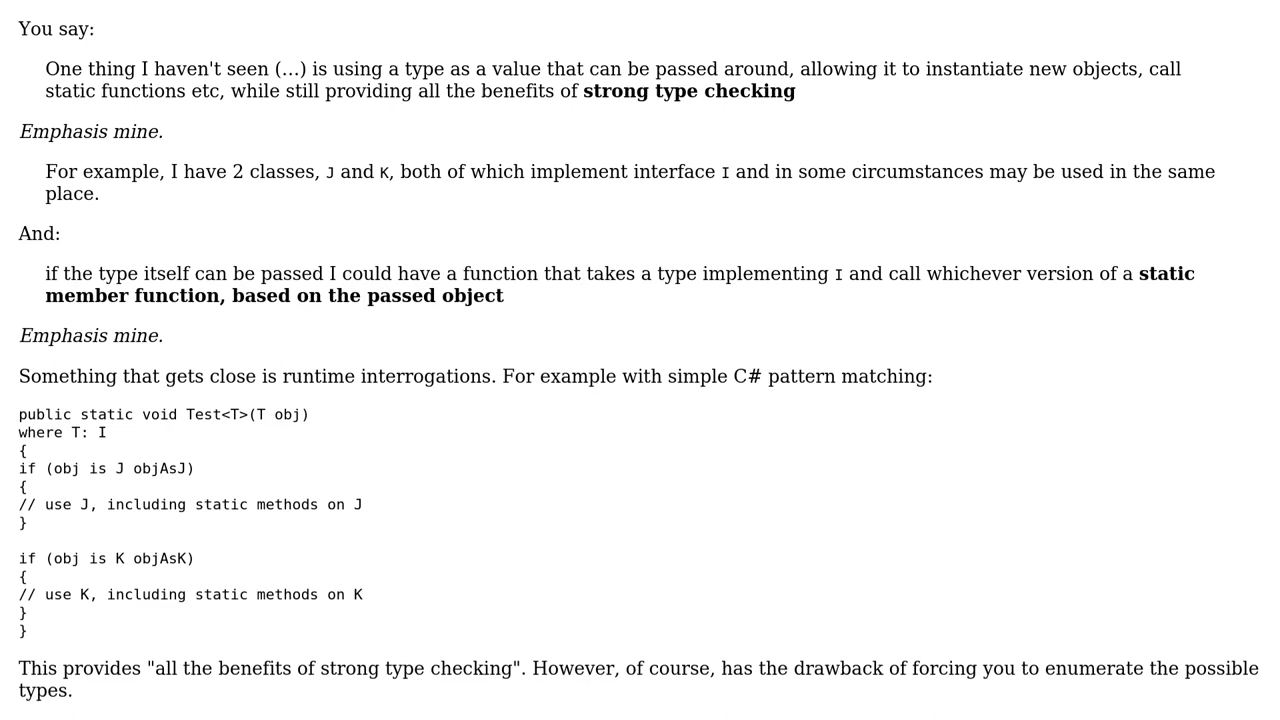 You say:
One thing I haven't seen (...) is using a type as a value that can be passed around, allowing it to instantiate new objects, call
static functions etc, while still providing all the benefits of strong type checking
Emphasis mine.
For example, I have 2 classes, J and K, both of which implement interface I and in some circumstances may be used in the same
place.
And:
if the type itself can be passed I could have a function that takes a type implementing I and call whichever version of a static
member function, based on the passed object
Emphasis mine.
Something that gets close is runtime interrogations. For example with simple C# pattern matching:
public static void Test<T>(T obj)
where T: I
{
if (obj is J objAsJ)
{
// use J, including static methods on J
}

if (obj is K objAsK)
{
// use K, including static methods on K
}
}
This provides "all the benefits of strong type checking". However, of course, has the drawback of forcing you to enumerate the possible
types.